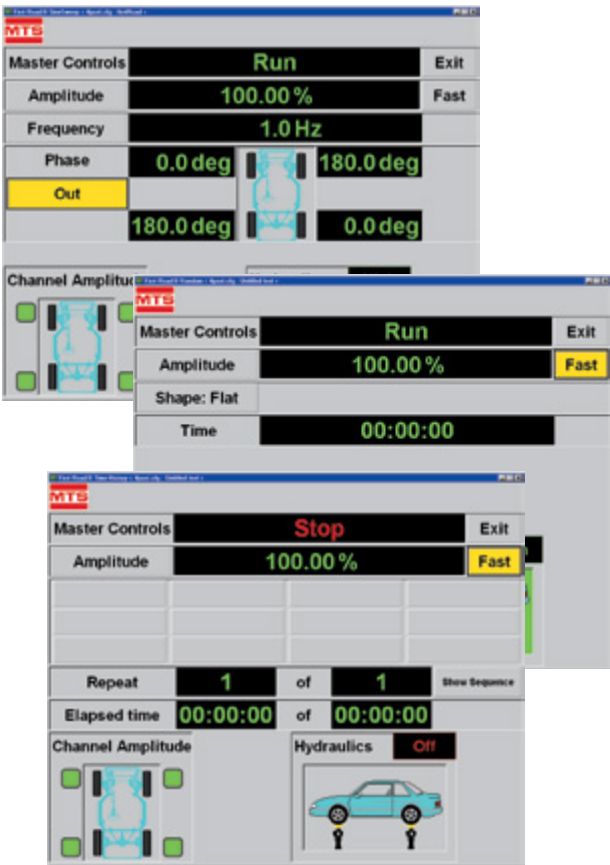 MTS
Master Controls Run Exit
Amplitude 100.00 % Fast
Frequency 1.0 Hz
Phase 0.0 deg 180.0 deg
Out
180.0 deg 0.0 deg
Channel Amplitud
MTS
Master Controls Run Exit
Amplitude 100.00 % Fast
Shape: Flat
Time 00:00:00
MTS
Master Controls Stop Exit
Amplitude 100.00 % Fast
Repeat 1 of 1 Show Sequence
Elapsed time 00:00:00 of 00:00:00
Channel Amplitude Hydraulics Off